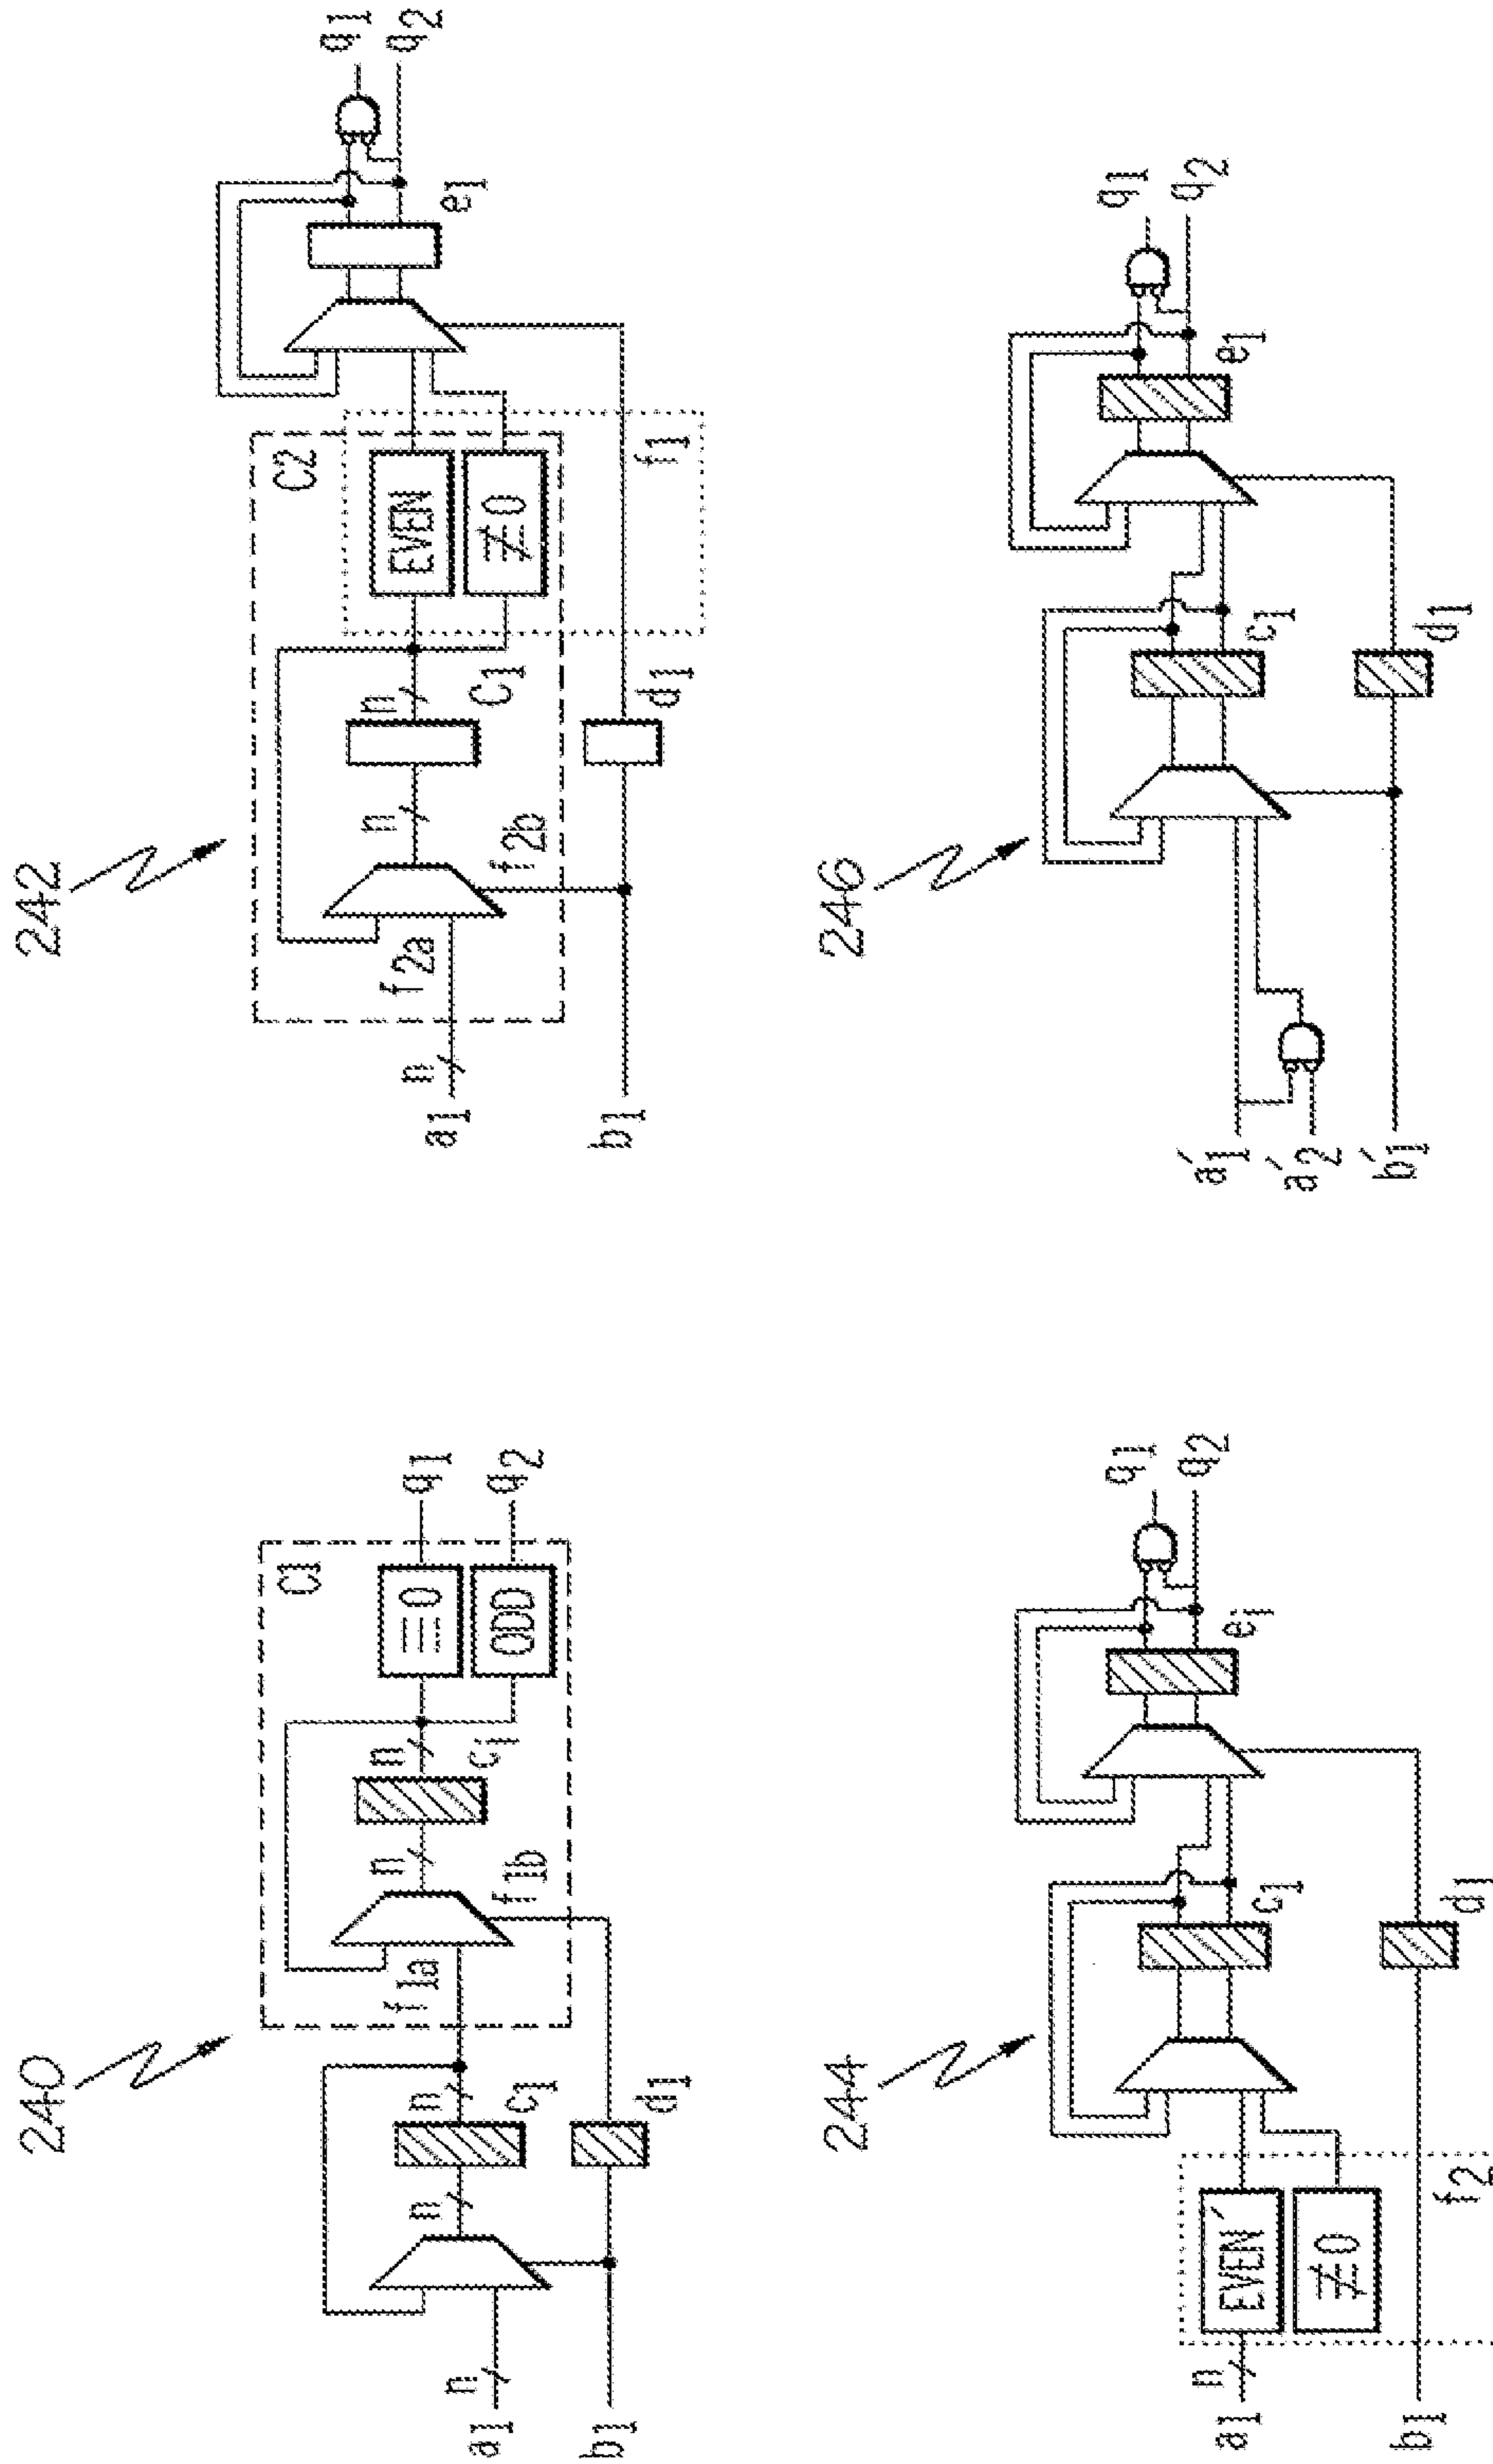 240
a1
n
n
c1
n
b1
d1
f1a
f1b
n
ci
n
C1
≡0
ODD
q1
q2
242
a1
n
b1
f2a
f2b
n
C1
n
d1
C2
EVEN
≠0
f1
e1
q1
q2
244
a1
n
b1
EVEN´
≠0
f2
c1
d1
ei
q1
q2
246
a´1
a´2
b´1
c1
d1
e1
q1
q2